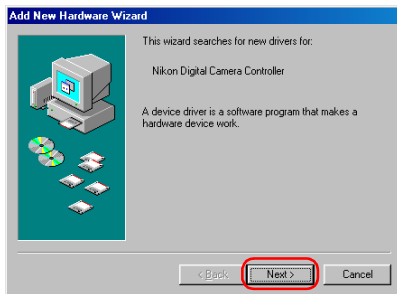 Add New Hardware Wizard
This wizard searches for new drivers for:
Nikon Digital Camera Controller
A device driver is a software program that makes a
hardware device work.
< Back Next > Cancel